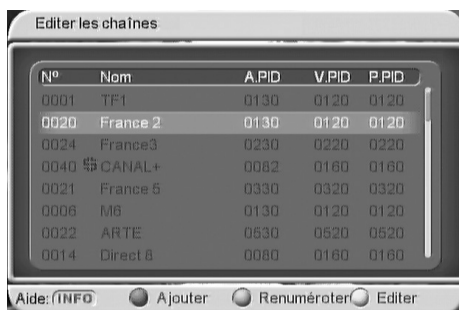 Editer les chaînes
Nº Nom A.PID V.PID P.PID
0001 TF1 0130 0120 0120
0020 France 2 0130 0120 0120
0024 France3 0230 0220 0220
0040 $ CANAL+ 0082 0160 0160
0021 France 5 0330 0320 0320
0006 M6 0130 0120 0120
0022 ARTE 0530 0520 0520
0014 Direct 8 0080 0160 0160
Aide: INFO Ajouter Renuméroter Editer